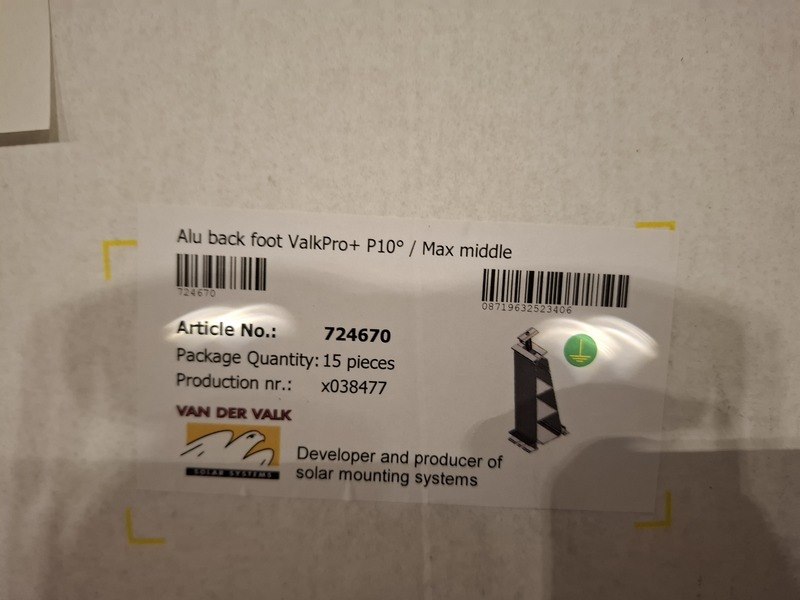 Alu back foot ValkPro+ P10° / Max middle
724670
08719632523406
Article No.: 724670
Package Quantity: 15 pieces
Production nr.: x038477
VAN DER VALK
SOLAR SYSTEMS
Developer and producer of
solar mounting systems